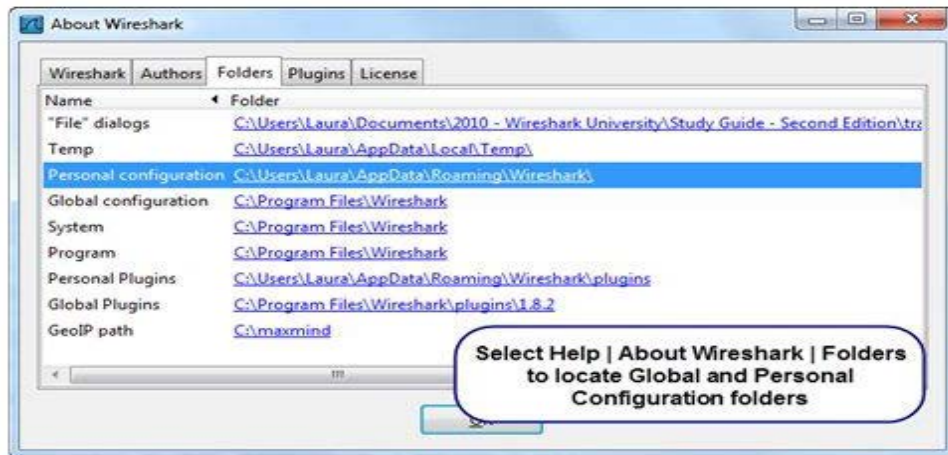 About Wireshark
Wireshark Authors Folders Plugins License
Name Folder
"File" dialogs C:\Users\Laura\Documents\2010 - Wireshark University\Study Guide - Second Edition\tra
Temp C:\Users\Laura\AppData\Local\Temp\
Personal configuration C:\Users\Laura\AppData\Roaming\Wireshark\
Global configuration C:\Program Files\Wireshark
System C:\Program Files\Wireshark
Program C:\Program Files\Wireshark
Personal Plugins C:\Users\Laura\AppData\Roaming\Wireshark\plugins
Global Plugins C:\Program Files\Wireshark\plugins\1.8.2
GeoIP path C:\maxmind
Select Help | About Wireshark | Folders
to locate Global and Personal
Configuration folders